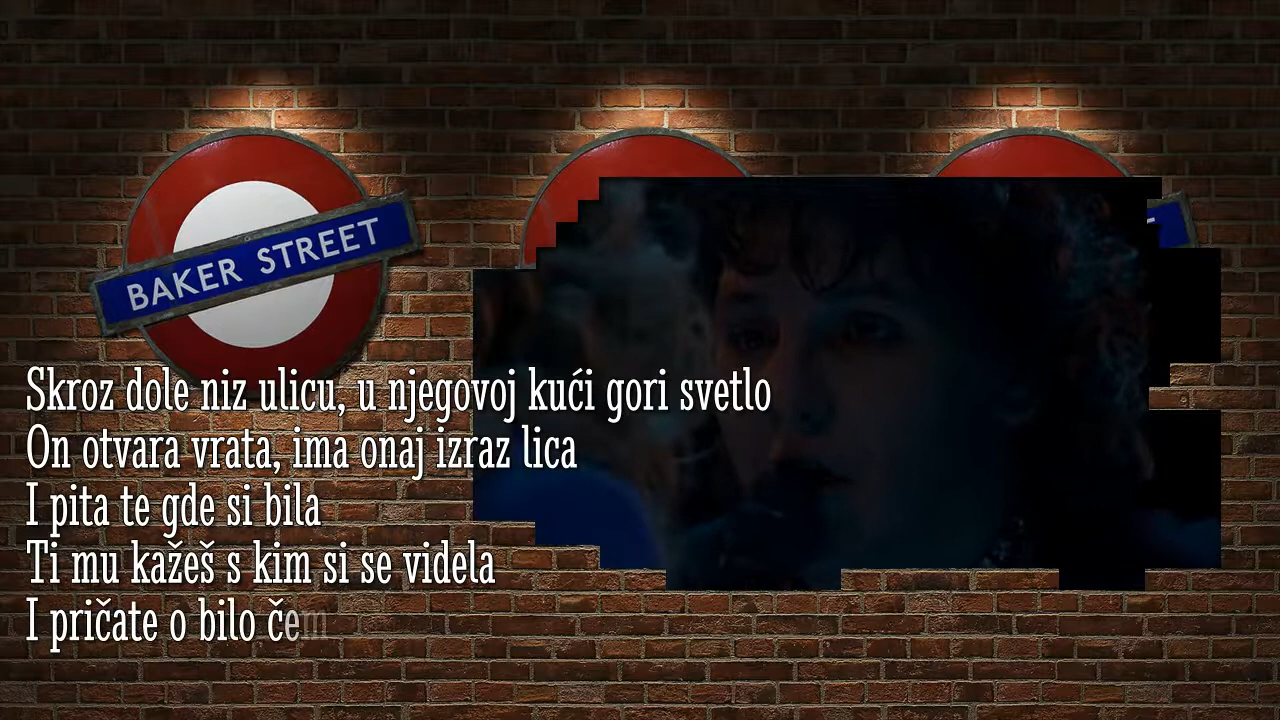 BAKER STREET
Skroz dole niz ulicu, u njegovoj kući gori svetlo
On otvara vrata, ima onaj izraz lica
I pita te gde si bila
Ti mu kažeš s kim si se videla
I pričate o bilo čem